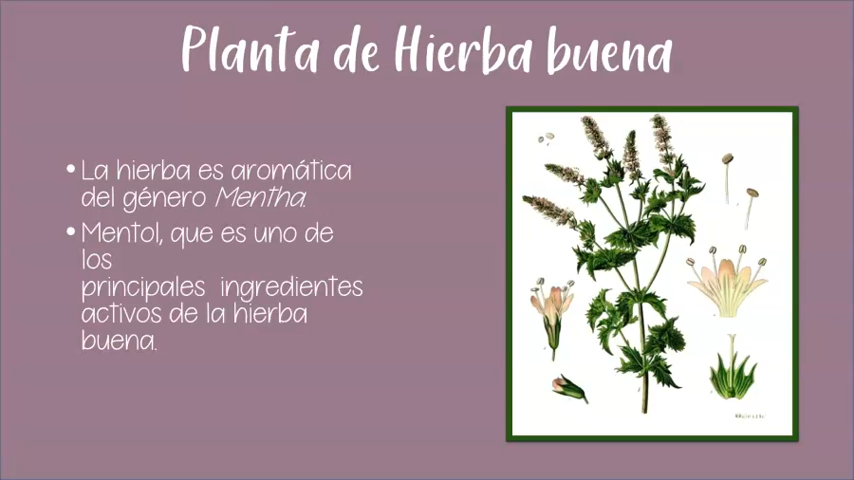 Planta de Hierba buena
• La hierba es aromática
del género Mentha.
• Mentol, que es uno de
los
principales ingredientes
activos de la hierba
buena.